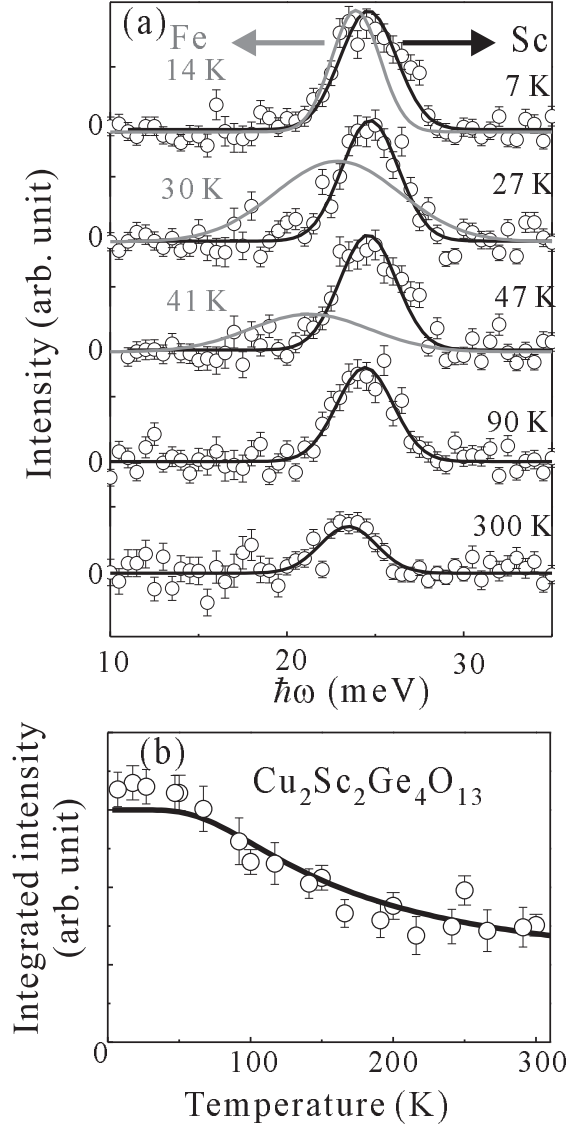 (a)
Fe Sc
14 K 7 K
0
30 K 27 K
0
41 K 47 K
0
90 K
0
300 K
0
Intensity (arb. unit)
10 20 30
ħω (meV)
(b)
Cu₂Sc₂Ge₄O₁₃
Integrated intensity
(arb. unit)
0 100 200 300
Temperature (K)